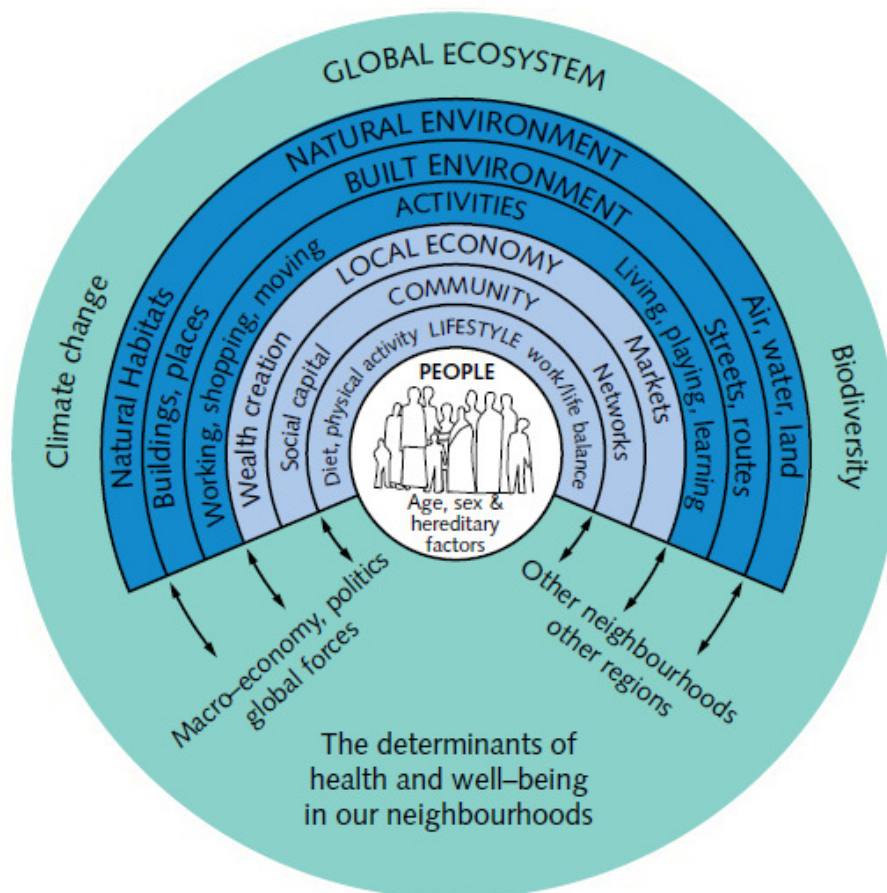 GLOBAL ECOSYSTEM
NATURAL ENVIRONMENT
BUILT ENVIRONMENT
ACTIVITIES
LOCAL ECONOMY
COMMUNITY
LIFESTYLE
PEOPLE
Age, sex &
hereditary
factors
Climate change
Natural Habitats
Buildings, places
Working, shopping, moving
Wealth creation
Social capital
Diet, physical activity
work/life balance
Networks
Markets
Living, playing, learning
Streets, routes
Air, water, land
Biodiversity
Macro–economy, politics
global forces
Other neighbourhoods
other regions
The determinants of
health and well–being
in our neighbourhoods